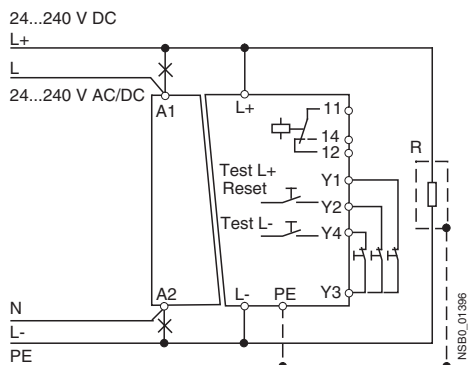 24...240 V DC
L+
L
24...240 V AC/DC
A1
L+
11
14
12
R
Test L+
Reset
Y1
Y2
Test L-
Y4
A2
L-
PE
Y3
N
L-
PE
NSB0_01396